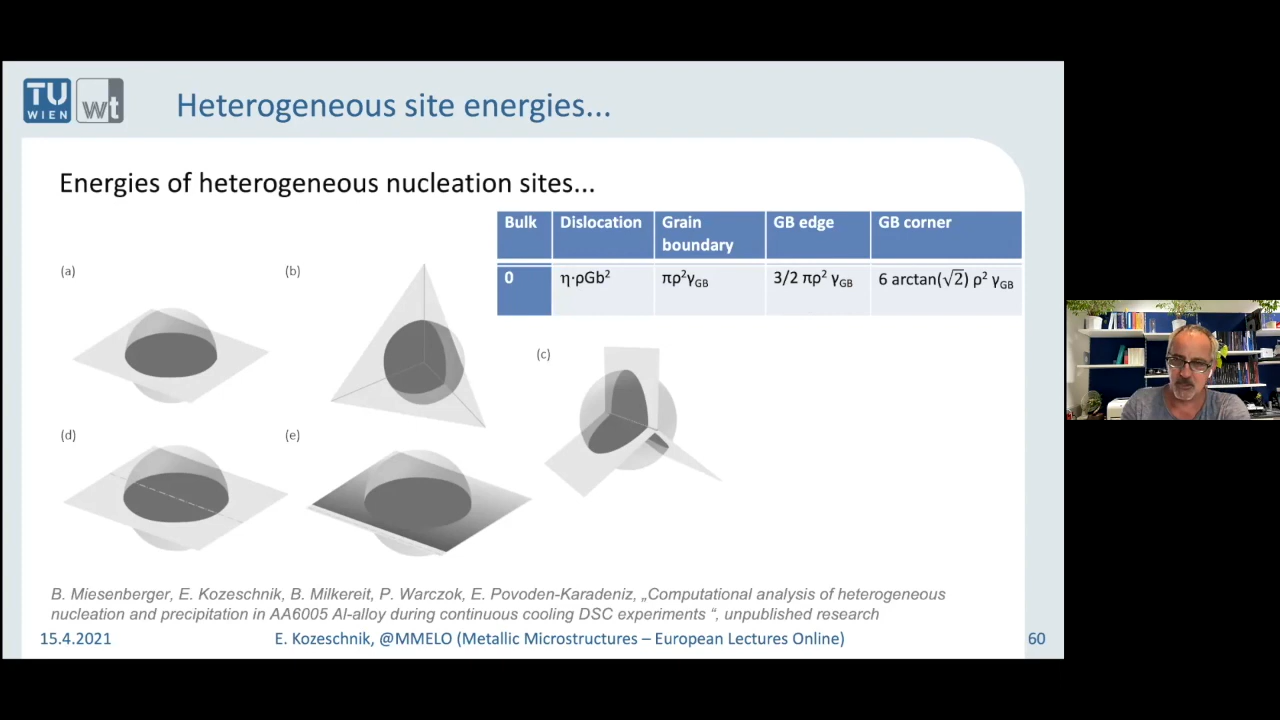 TU
WIEN
wt
Heterogeneous site energies...
Energies of heterogeneous nucleation sites...
Bulk Dislocation Grain boundary GB edge GB corner
0 η·ρGb² πρ²γGB 3/2 πρ² γGB 6 arctan(√2) ρ² γGB
(a)
(b)
(c)
(d)
(e)
B. Miesenberger, E. Kozeschnik, B. Milkereit, P. Warczok, E. Povoden-Karadeniz, „Computational analysis of heterogeneous
nucleation and precipitation in AA6005 Al-alloy during continuous cooling DSC experiments “, unpublished research
15.4.2021 E. Kozeschnik, @MMELO (Metallic Microstructures – European Lectures Online) 60